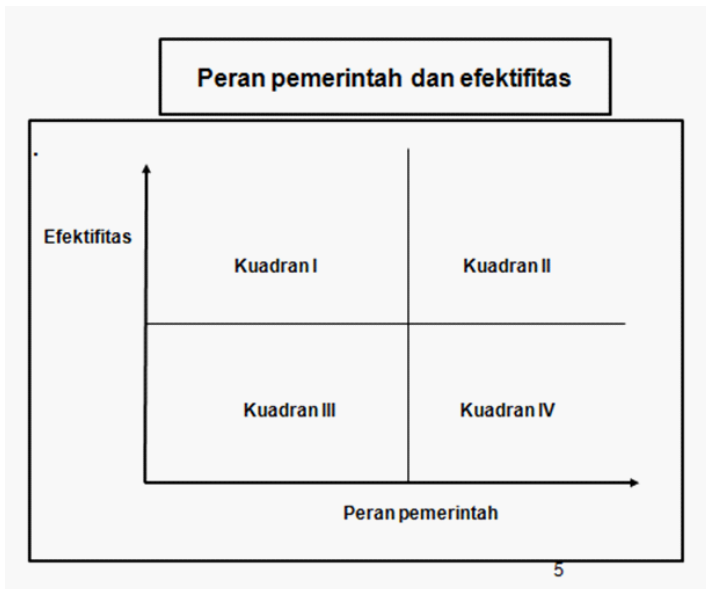 Peran pemerintah dan efektifitas
.
Efektifitas
Kuadran I
Kuadran II
Kuadran III
Kuadran IV
Peran pemerintah
5